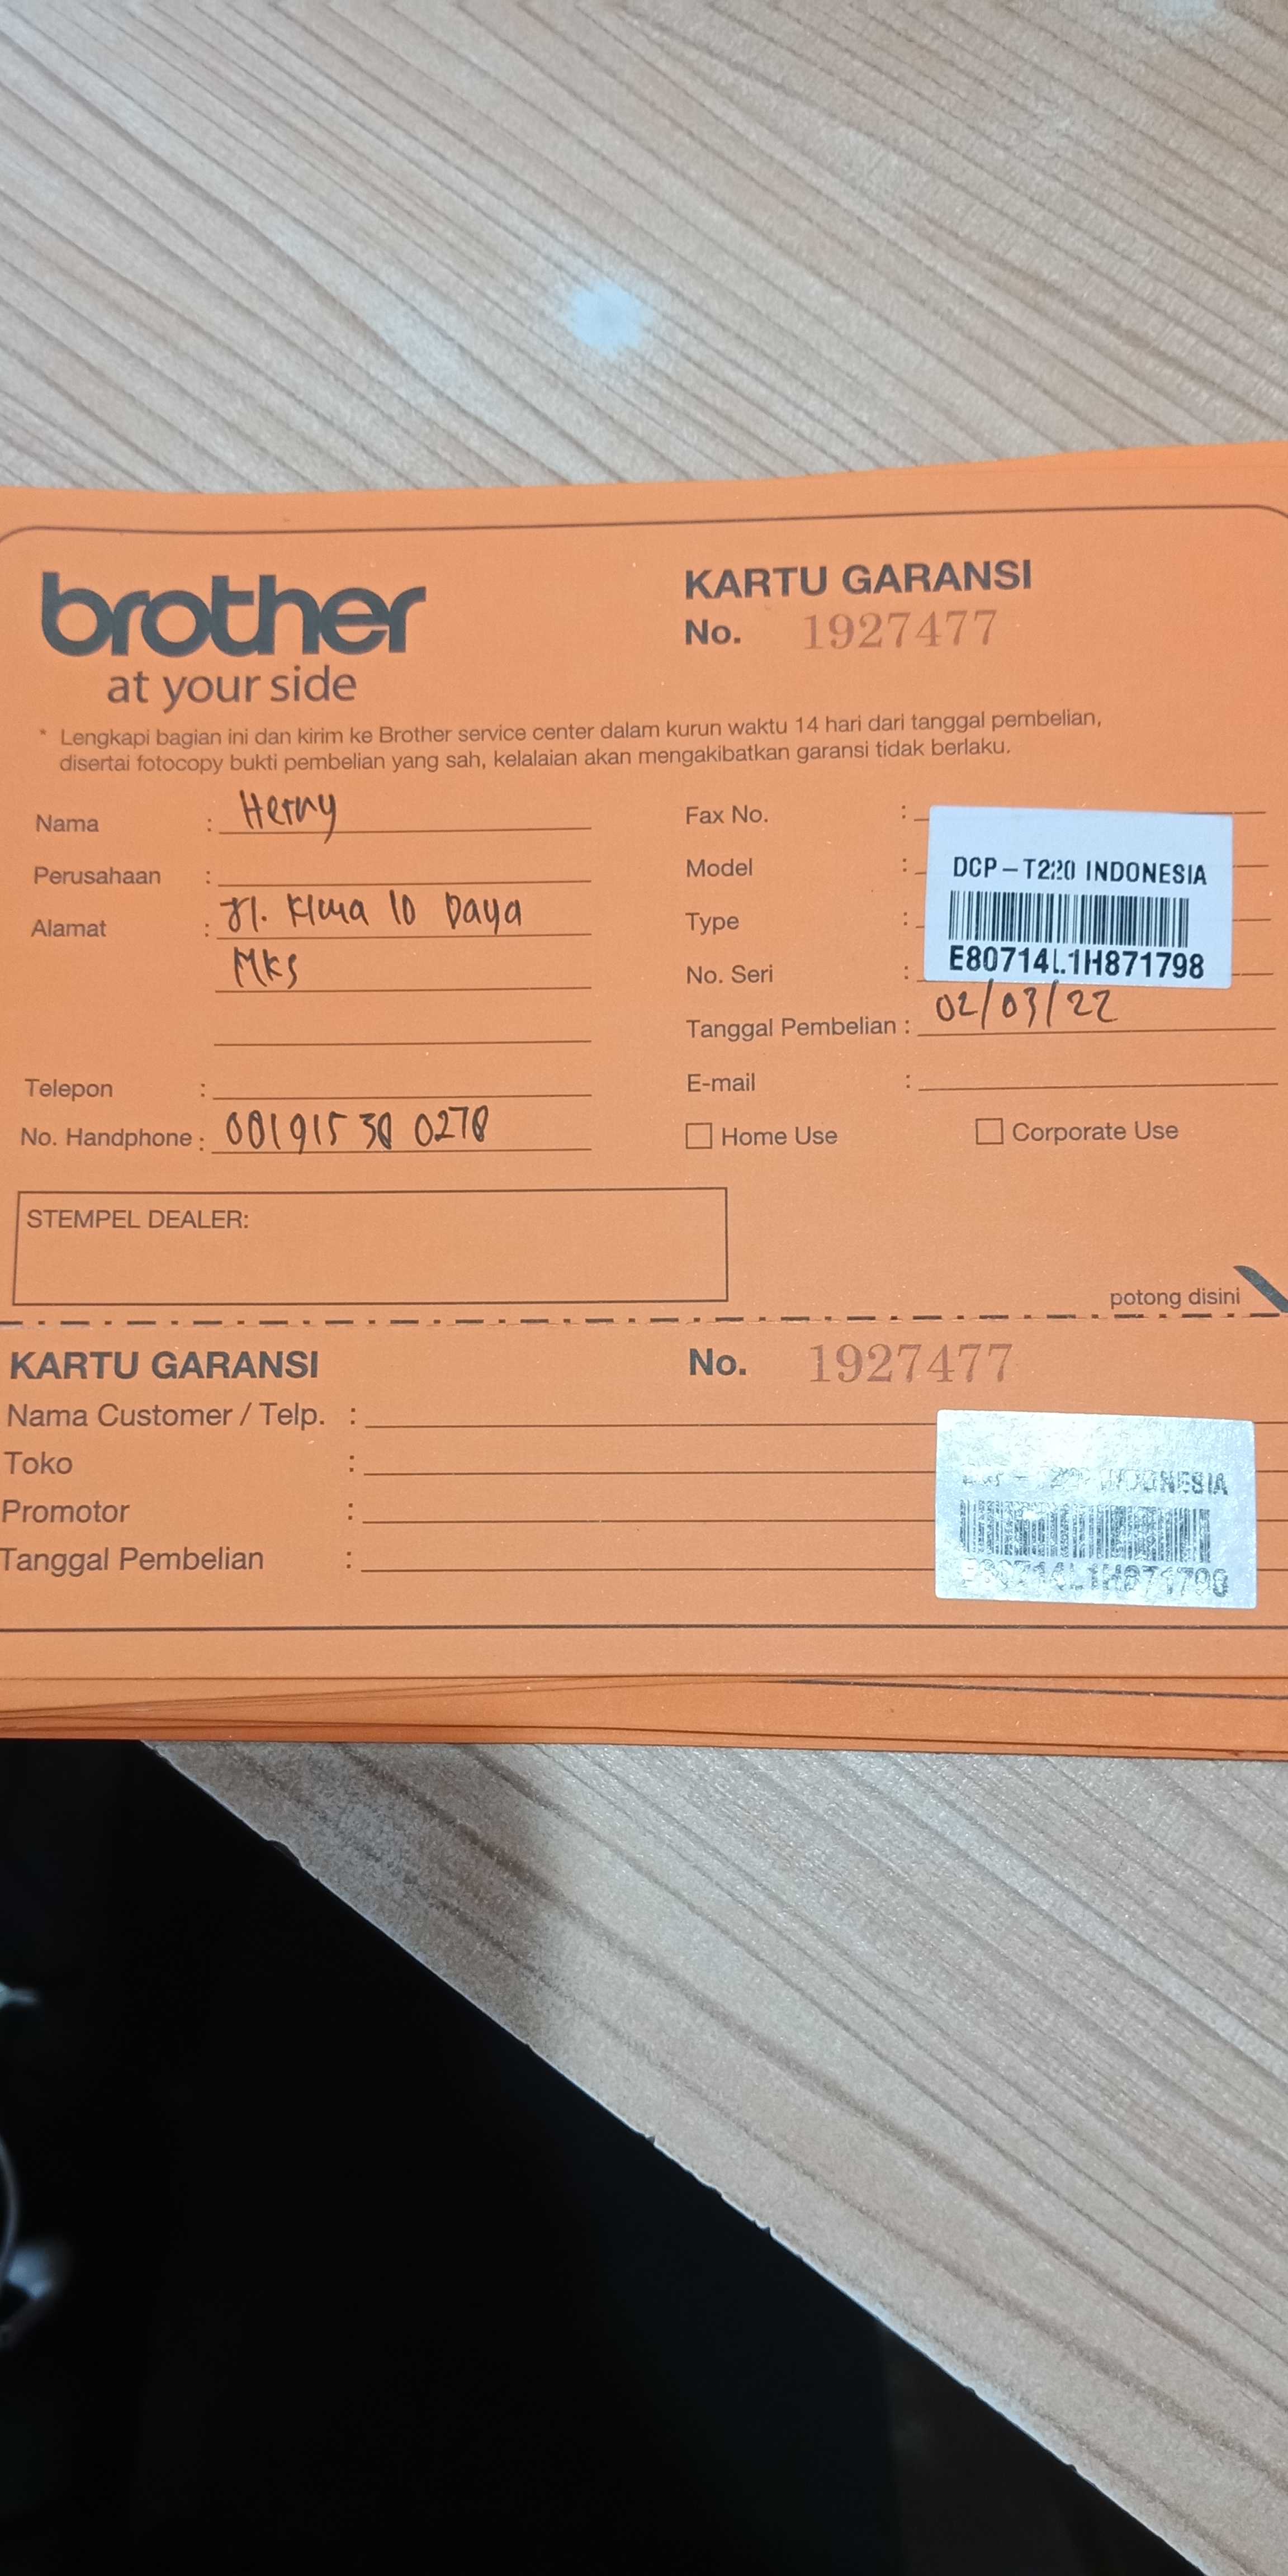 brother
at your side
KARTU GARANSI
No. 1927477
* Lengkapi bagian ini dan kirim ke Brother service center dalam kurun waktu 14 hari dari tanggal pembelian,
disertai fotocopy bukti pembelian yang sah, kelalaian akan mengakibatkan garansi tidak berlaku.
Nama : Herny
Perusahaan :
Alamat : Jl. Kima 10 Daya
Mks
Telepon :
No. Handphone :
Fax No. :
Model : DCP-T220 INDONESIA
Type :
No. Seri : E80714L1H871798
Tanggal Pembelian : 02/03/22
E-mail :
Home Use
Corporate Use
STEMPEL DEALER:
potong disini
KARTU GARANSI
No. 1927477
Nama Customer / Telp. :
Toko :
Promotor :
Tanggal Pembelian :
INDONESIA
E80714L1H871798